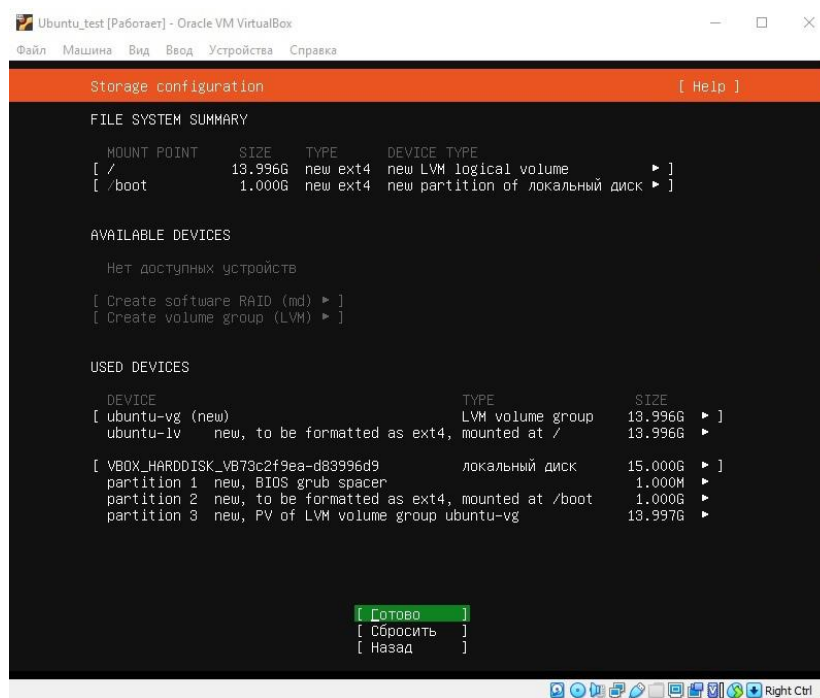 Ubuntu_test [Работает] - Oracle VM VirtualBox
Файл Машина Вид Ввод Устройства Справка
Storage configuration [ Help ]
FILE SYSTEM SUMMARY
MOUNT POINT SIZE TYPE DEVICE TYPE
[ / 13.996G new ext4 new LVM logical volume ▸ ]
[ /boot 1.000G new ext4 new partition of локальный диск ▸ ]
AVAILABLE DEVICES
Нет доступных устройств
[ Create software RAID (md) ▸ ]
[ Create volume group (LVM) ▸ ]
USED DEVICES
DEVICE TYPE SIZE
[ ubuntu-vg (new) LVM volume group 13.996G ▸ ]
ubuntu-lv new, to be formatted as ext4, mounted at / 13.996G ▸
[ VBOX_HARDDISK_VB73c2f9ea-d83996d9 локальный диск 15.000G ▸ ]
partition 1 new, BIOS grub spacer 1.000M ▸
partition 2 new, to be formatted as ext4, mounted at /boot 1.000G ▸
partition 3 new, PV of LVM volume group ubuntu-vg 13.997G ▸
[ Готово ]
[ Сбросить ]
[ Назад ]
Right Ctrl